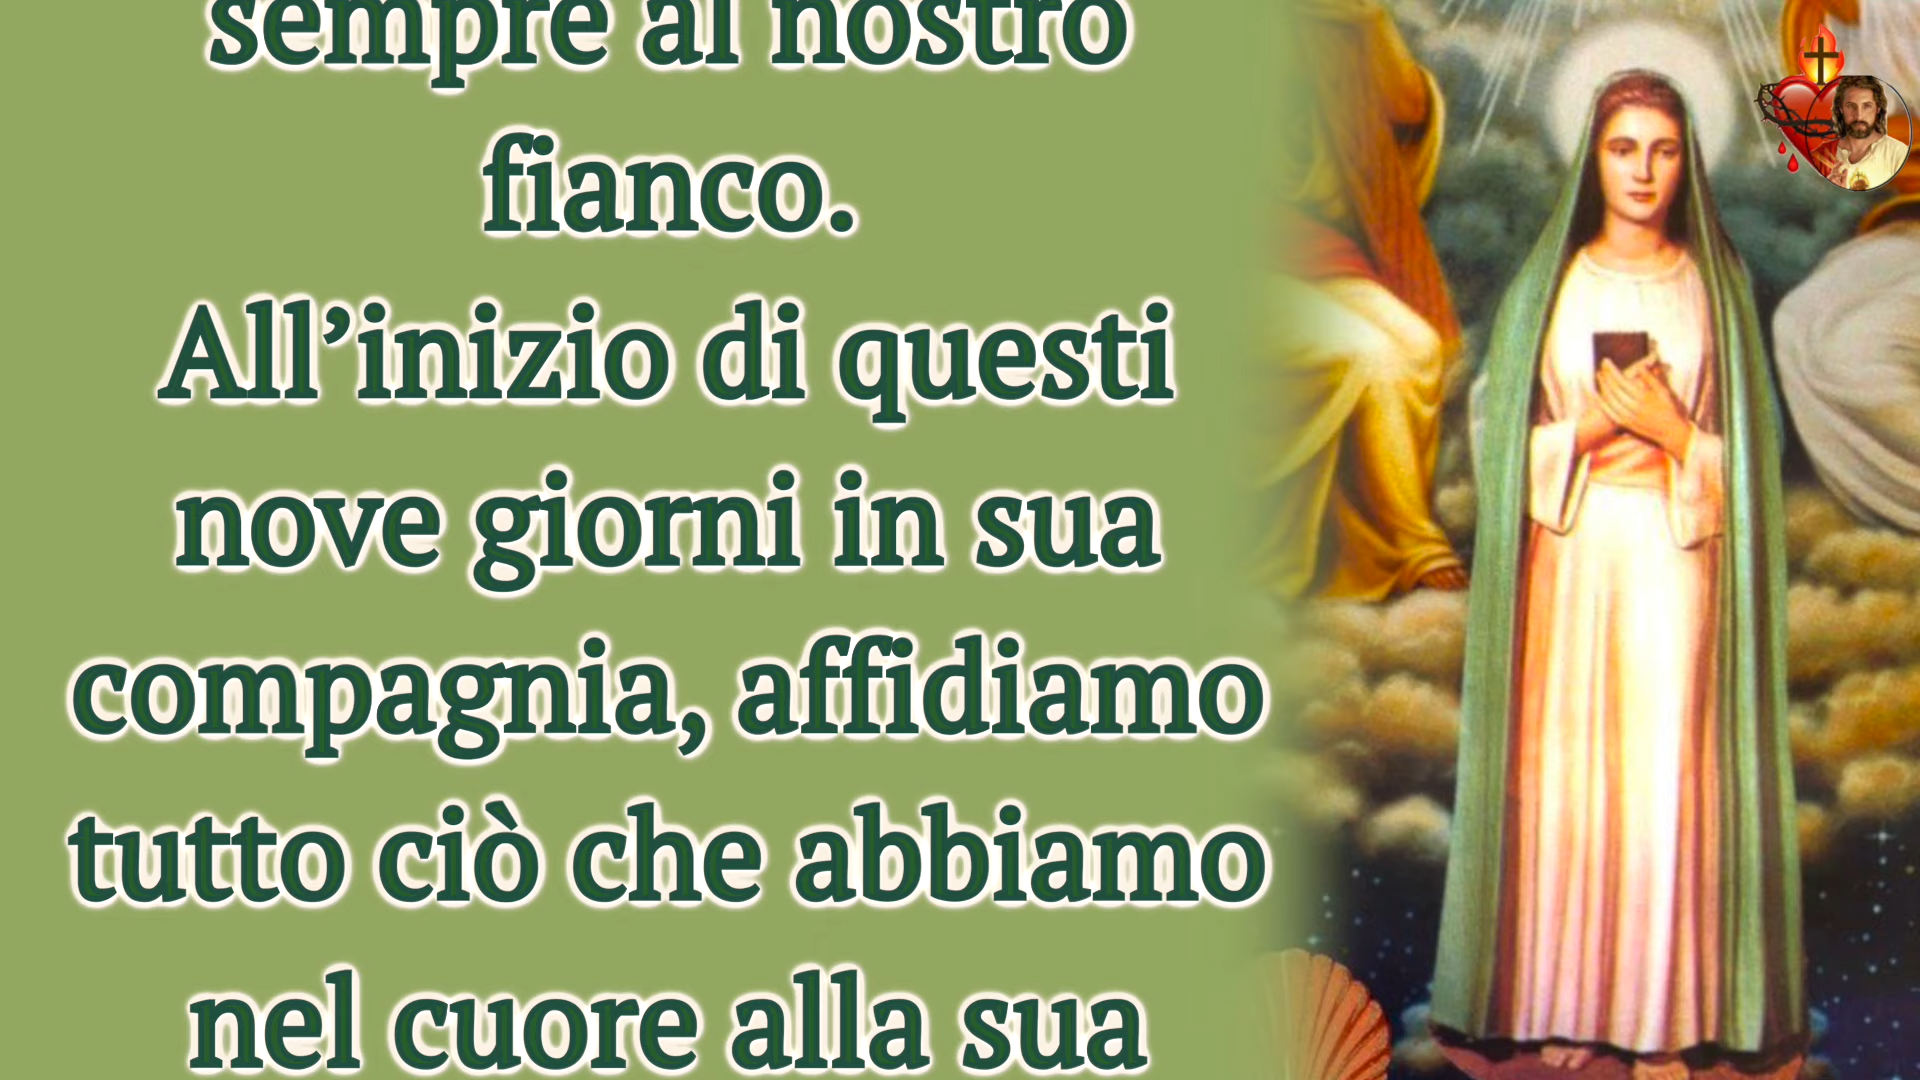 sempre al nostro
fianco.
All’inizio di questi
nove giorni in sua
compagnia, affidiamo
tutto ciò che abbiamo
nel cuore alla sua